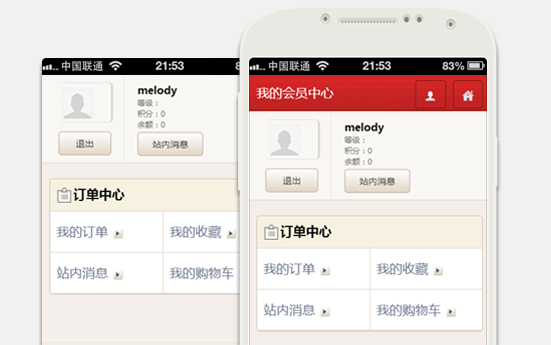 中国联通 21:53
melody
等级：
积分：0
余额：0
退出 站内消息
订单中心
我的订单 我的收藏
站内消息 我的购物车
中国联通 21:53 83%
我的会员中心
melody
等级：
积分：0
余额：0
退出 站内消息
订单中心
我的订单 我的收藏
站内消息 我的购物车